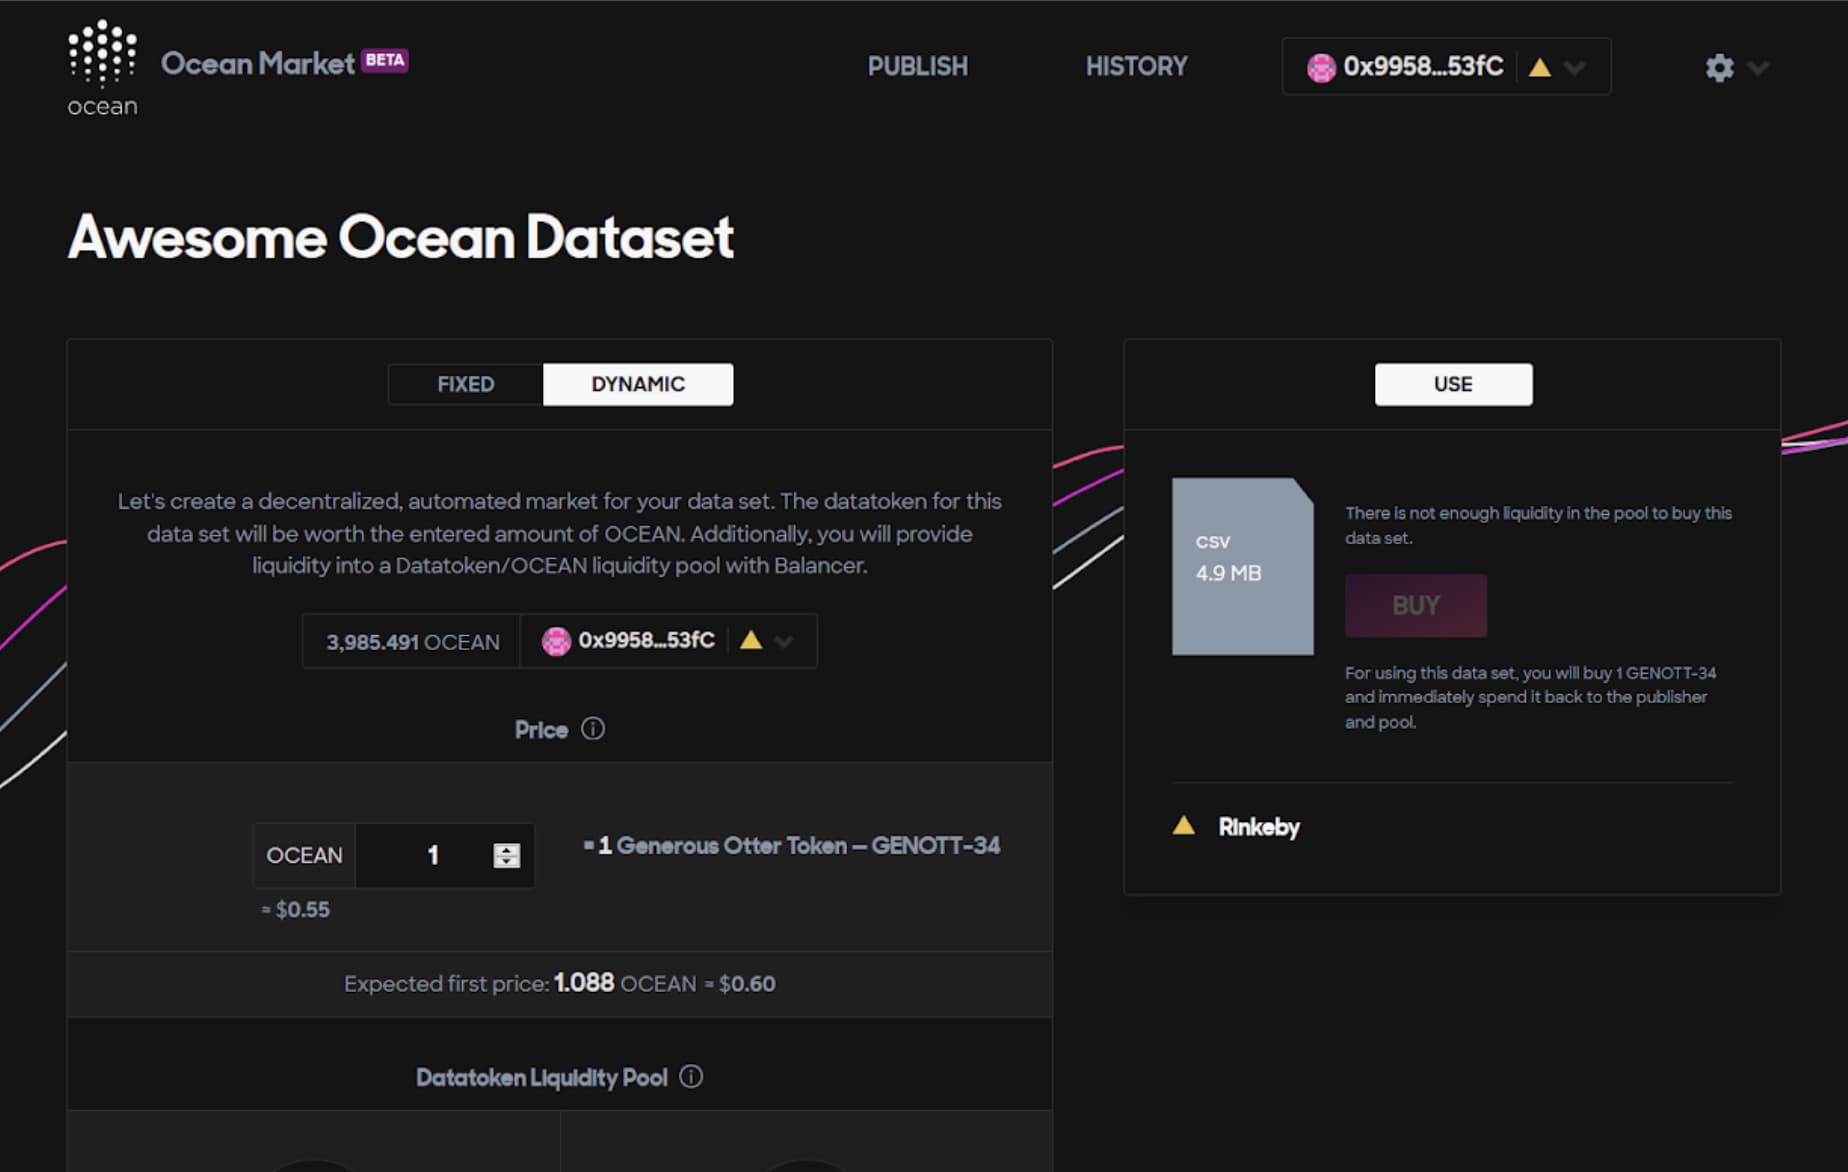 ocean
Ocean Market BETA
PUBLISH
HISTORY
0x9958...53fC
Awesome Ocean Dataset
FIXED
DYNAMIC
Let's create a decentralized, automated market for your data set. The datatoken for this
data set will be worth the entered amount of OCEAN. Additionally, you will provide
liquidity into a Datatoken/OCEAN liquidity pool with Balancer.
3,985.491 OCEAN
0x9958...53fC
Price
OCEAN
1
= 1 Generous Otter Token — GENOTT-34
≈ $0.55
Expected first price: 1.088 OCEAN ≈ $0.60
Datatoken Liquidity Pool
USE
CSV
4.9 MB
There is not enough liquidity in the pool to buy this
data set.
BUY
For using this data set, you will buy 1 GENOTT-34
and immediately spend it back to the publisher
and pool.
Rinkeby